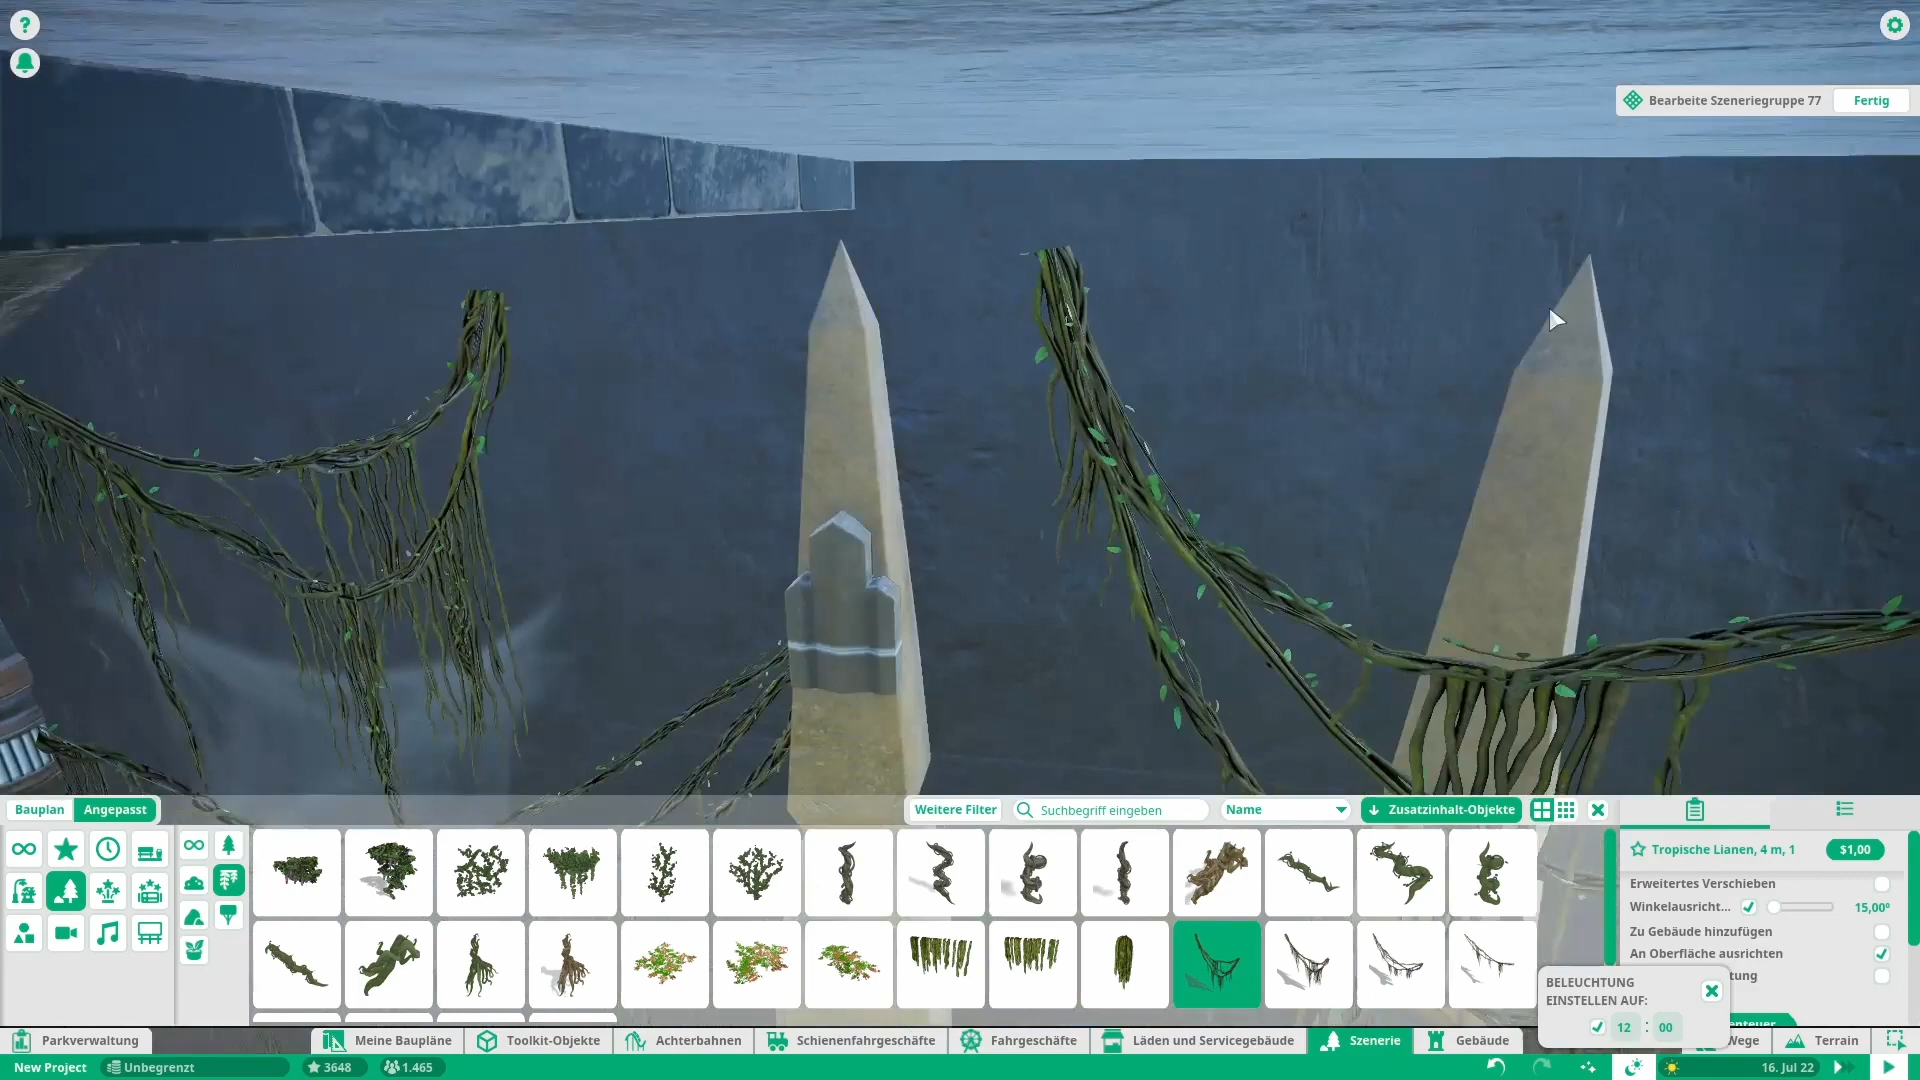 ?
Bearbeite Szeneriegruppe 77 Fertig
Bauplan Angepasst Weitere Filter Suchbegriff eingeben Name Zusatzinhalt-Objekte
Tropische Lianen, 4 m, 1 $1,00
Erweitertes Verschieben
Winkelausricht... 15,00°
Zu Gebäude hinzufügen
An Oberfläche ausrichten
tung
BELEUCHTUNG
EINSTELLEN AUF:
12 : 00
enteuer
Parkverwaltung Meine Baupläne Toolkit-Objekte Achterbahnen Schienenfahrgeschäfte Fahrgeschäfte Läden und Servicegebäude Szenerie Gebäude Wege Terrain
New Project Unbegrenzt 3648 1.465 16. Jul 22